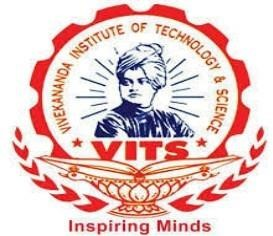 VIVEKANANDA INSTITUTE OF TECHNOLOGY & SCIENCE
★ VITS ★
Inspiring Minds